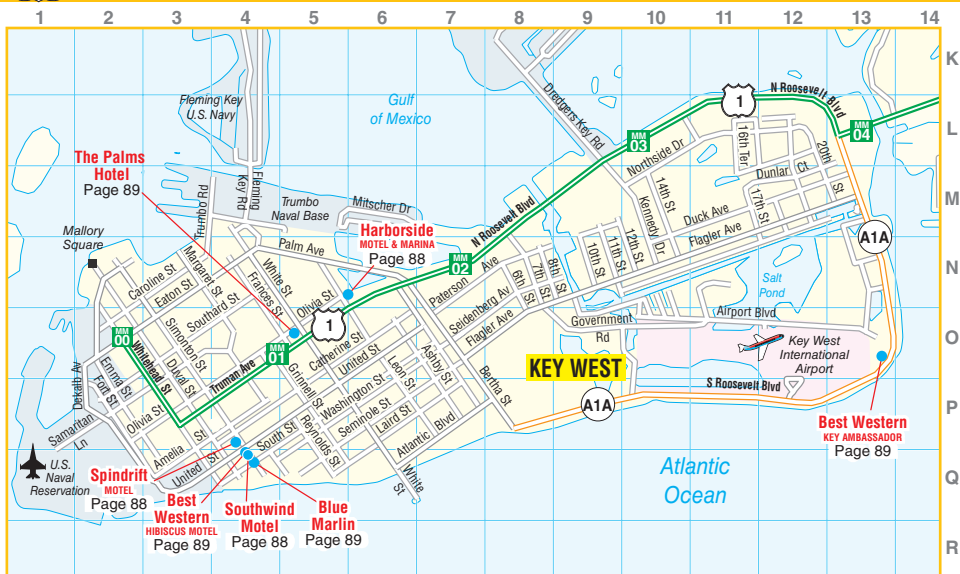 1 2 3 4 5 6 7 8 9 10 11 12 13 14
K
L
M
N
O
P
Q
R
Fleming Key
U.S. Navy
Gulf
of Mexico
Dredgers Key Rd
N Roosevelt Blvd
1
MM
04
MM
03
16th Ter
20th
St
Northside Dr
Dunlar Ct
The Palms
Hotel
Page 89
Trumbo Rd
Fleming
Key Rd
Trumbo
Naval Base
Mitscher Dr
14th St
17th St
Kennedy Dr
Duck Ave
Flagler Ave
A1A
Mallory
Square
Harborside
MOTEL & MARINA
Page 88
N Roosevelt Blvd
12th St
11th St
10th St
Palm Ave
MM
02
Paterson Ave
6th St
7th St
8th St
Salt
Pond
Caroline St
Eaton St
Margaret St
Southard St
Frances St
White St
Olivia St
1
Seidenberg Av
Flagler Ave
Government
Rd
Airport Blvd
MM
00
Whitehead St
Simonton St
Duval St
Truman Ave
MM
01
Catherine St
United St
Grinnell St
Washington St
Leon St
Ashby St
Bertha St
KEY WEST
Key West
International
Airport
S Roosevelt Blvd
A1A
Dekalb Av
Emma St
Fort St
Olivia St
Samaritan
Ln
Amelia St
United St
South St
Reynolds St
Seminole St
Laird St
Atlantic Blvd
White
St
Best Western
KEY AMBASSADOR
Page 89
U.S.
Naval
Reservation
Spindrift
MOTEL
Page 88
Best
Western
HIBISCUS MOTEL
Page 89
Southwind
Motel
Page 88
Blue
Marlin
Page 89
Atlantic
Ocean